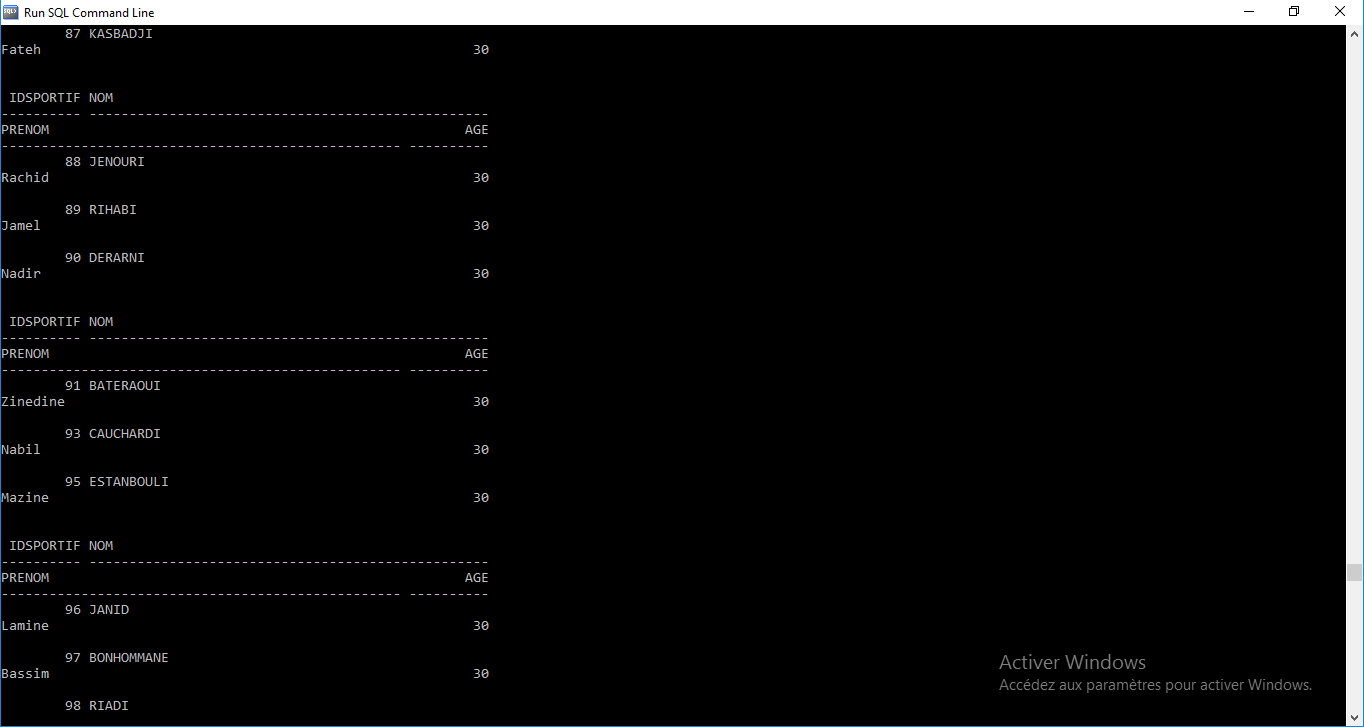 SQL> Run SQL Command Line
87 KASBADJI
Fateh 30
IDSPORTIF NOM
---------- --------------------------------------------------
PRENOM AGE
-------------------------------------------------- ----------
88 JENOURI
Rachid 30
89 RIHABI
Jamel 30
90 DERARNI
Nadir 30
IDSPORTIF NOM
---------- --------------------------------------------------
PRENOM AGE
-------------------------------------------------- ----------
91 BATERAOUI
Zinedine 30
93 CAUCHARDI
Nabil 30
95 ESTANBOULI
Mazine 30
IDSPORTIF NOM
---------- --------------------------------------------------
PRENOM AGE
-------------------------------------------------- ----------
96 JANID
Lamine 30
97 BONHOMMANE
Bassim 30
98 RIADI
Activer Windows
Accédez aux paramètres pour activer Windows.